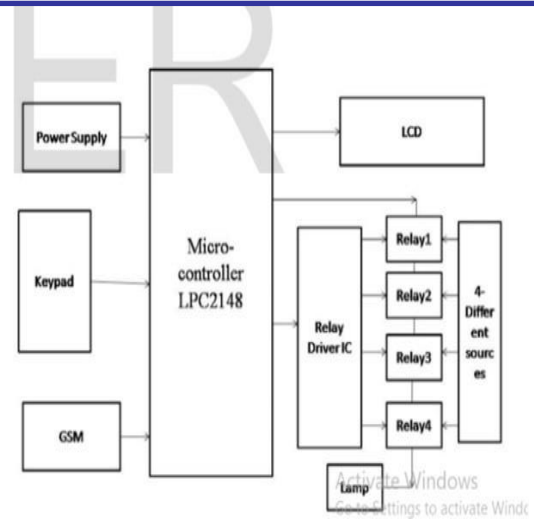 ER
Power Supply
LCD
Relay1
Micro-
controller
LPC2148
Keypad
Relay2
4-
Differ
ent
sourc
es
Relay
Driver IC
Relay3
Relay4
GSM
Lamp
Activate Windows
Go to Settings to activate Windo